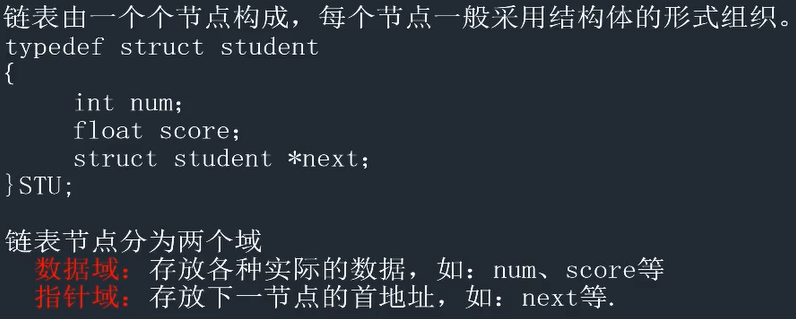 链表由一个个节点构成，每个节点一般采用结构体的形式组织。
typedef struct student
{
int num;
float score;
struct student *next;
}STU;
链表节点分为两个域
数据域：存放各种实际的数据，如：num、score等
指针域：存放下一节点的首地址，如：next等.